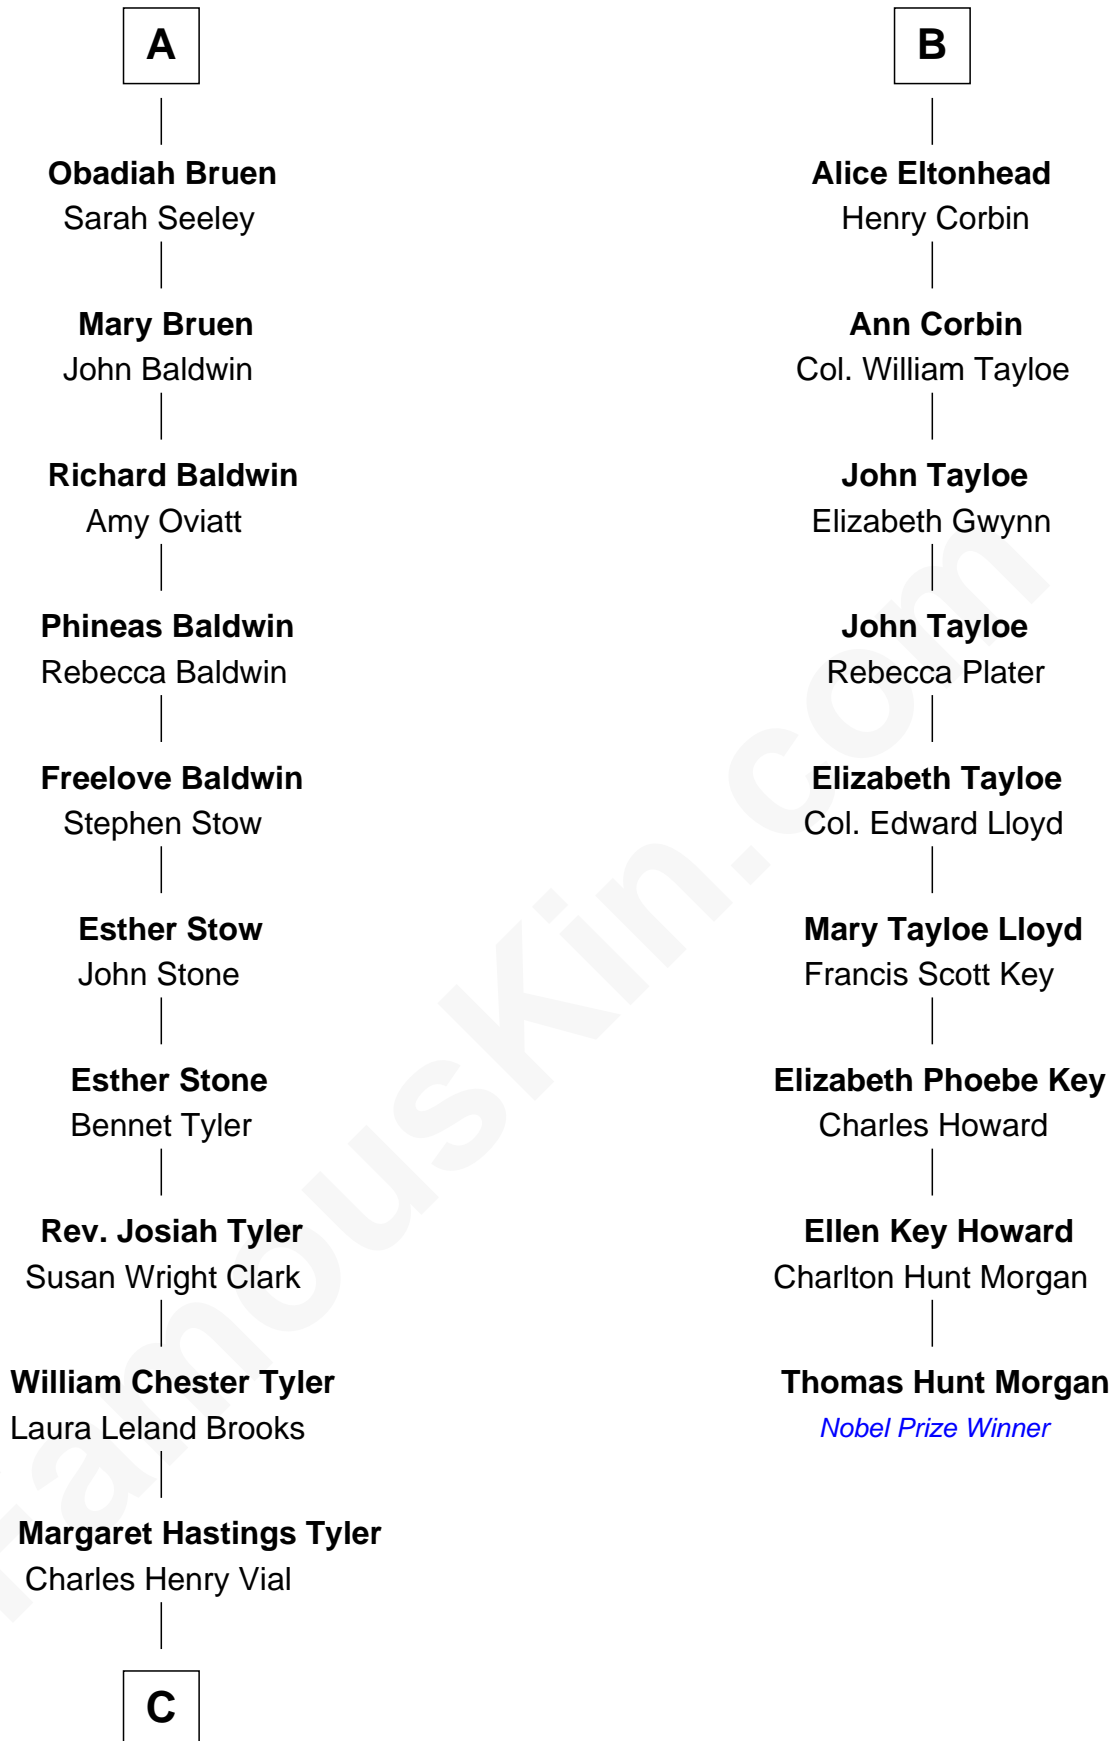 A
Obadiah Bruen
Sarah Seeley
Mary Bruen
John Baldwin
Richard Baldwin
Amy Oviatt
Phineas Baldwin
Rebecca Baldwin
Freelove Baldwin
Stephen Stow
Esther Stow
John Stone
Esther Stone
Bennet Tyler
Rev. Josiah Tyler
Susan Wright Clark
William Chester Tyler
Laura Leland Brooks
Margaret Hastings Tyler
Charles Henry Vial
C
B
Alice Eltonhead
Henry Corbin
Ann Corbin
Col. William Tayloe
John Tayloe
Elizabeth Gwynn
John Tayloe
Rebecca Plater
Elizabeth Tayloe
Col. Edward Lloyd
Mary Tayloe Lloyd
Francis Scott Key
Elizabeth Phoebe Key
Charles Howard
Ellen Key Howard
Charlton Hunt Morgan
Thomas Hunt Morgan
Nobel Prize Winner
FamousKin.com